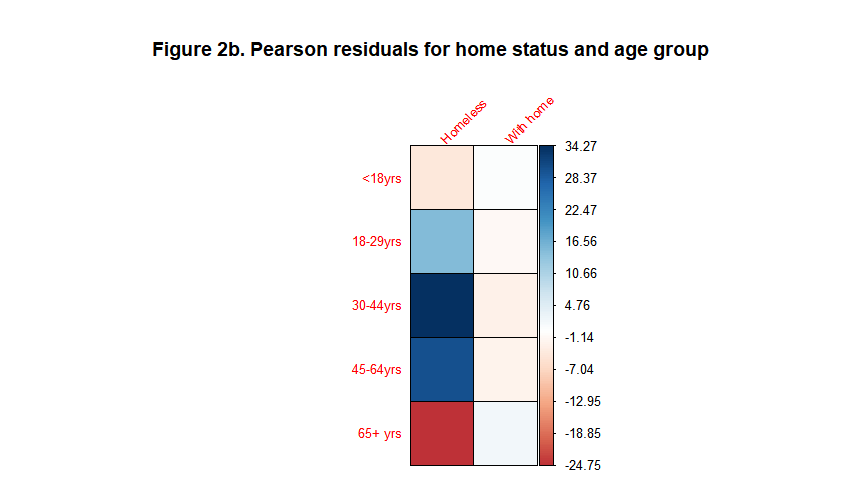 Figure 2b. Pearson residuals for home status and age group
Homeless
With home
<18yrs
18-29yrs
30-44yrs
45-64yrs
65+ yrs
34.27
28.37
22.47
16.56
10.66
4.76
-1.14
-7.04
-12.95
-18.85
-24.75